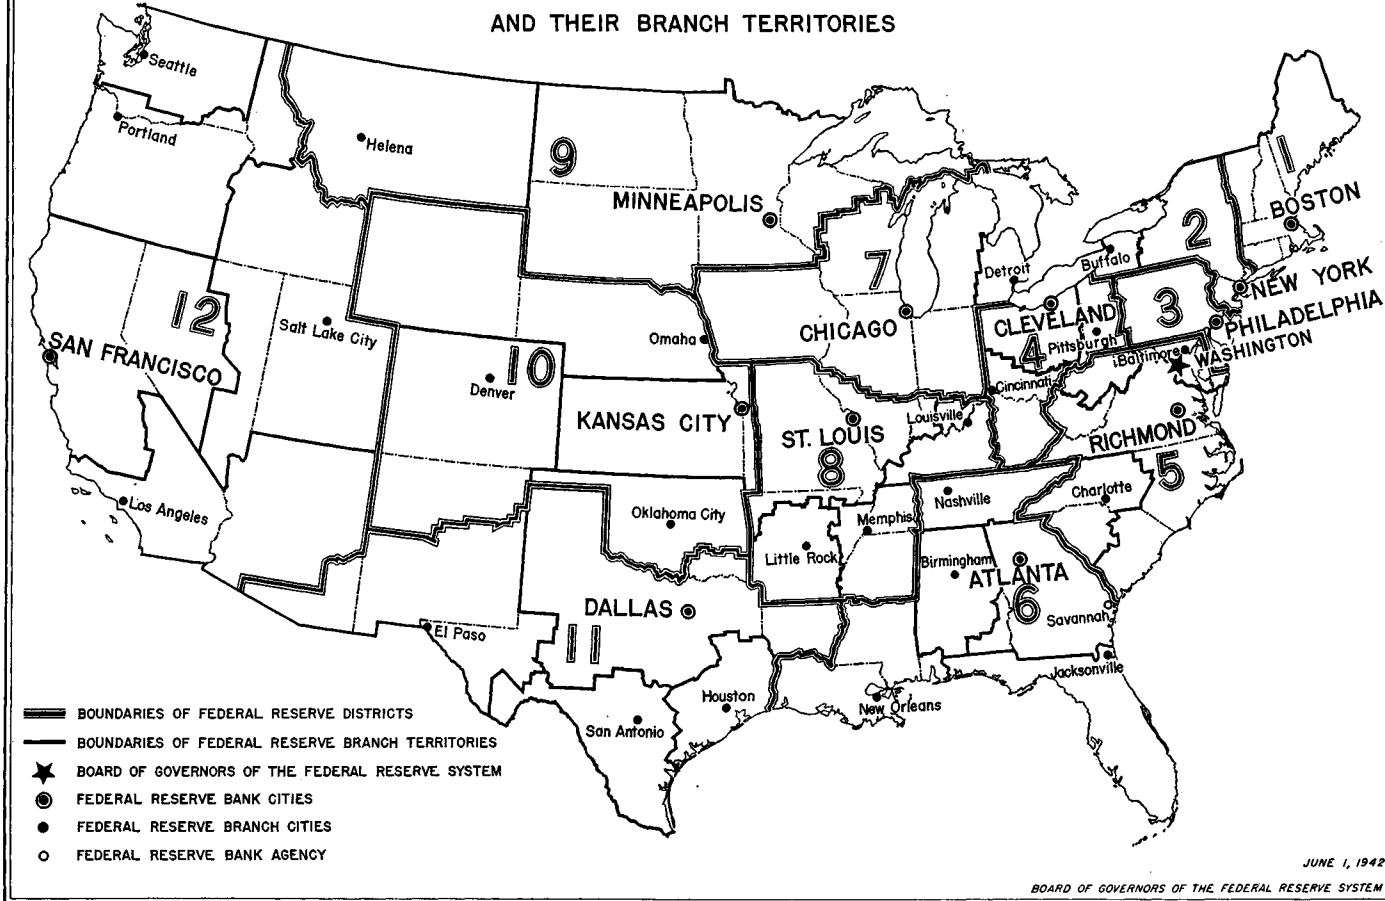 AND THEIR BRANCH TERRITORIES
Seattle
Portland
Helena
9
MINNEAPOLIS
1
BOSTON
2
Buffalo
Detroit
7
NEW YORK
3
PHILADELPHIA
12
SAN FRANCISCO
Salt Lake City
Omaha
CHICAGO
CLEVELAND
4
Pittsburgh
Baltimore
WASHINGTON
10
Denver
Cincinnati
KANSAS CITY
ST. LOUIS
8
Louisville
RICHMOND
5
Los Angeles
Oklahoma City
Nashville
Charlotte
Memphis
Little Rock
Birmingham
ATLANTA
6
Savannah
DALLAS
11
El Paso
Jacksonville
Houston
New Orleans
San Antonio
BOUNDARIES OF FEDERAL RESERVE DISTRICTS
BOUNDARIES OF FEDERAL RESERVE BRANCH TERRITORIES
BOARD OF GOVERNORS OF THE FEDERAL RESERVE SYSTEM
FEDERAL RESERVE BANK CITIES
FEDERAL RESERVE BRANCH CITIES
FEDERAL RESERVE BANK AGENCY
JUNE 1, 1942
BOARD OF GOVERNORS OF THE FEDERAL RESERVE SYSTEM